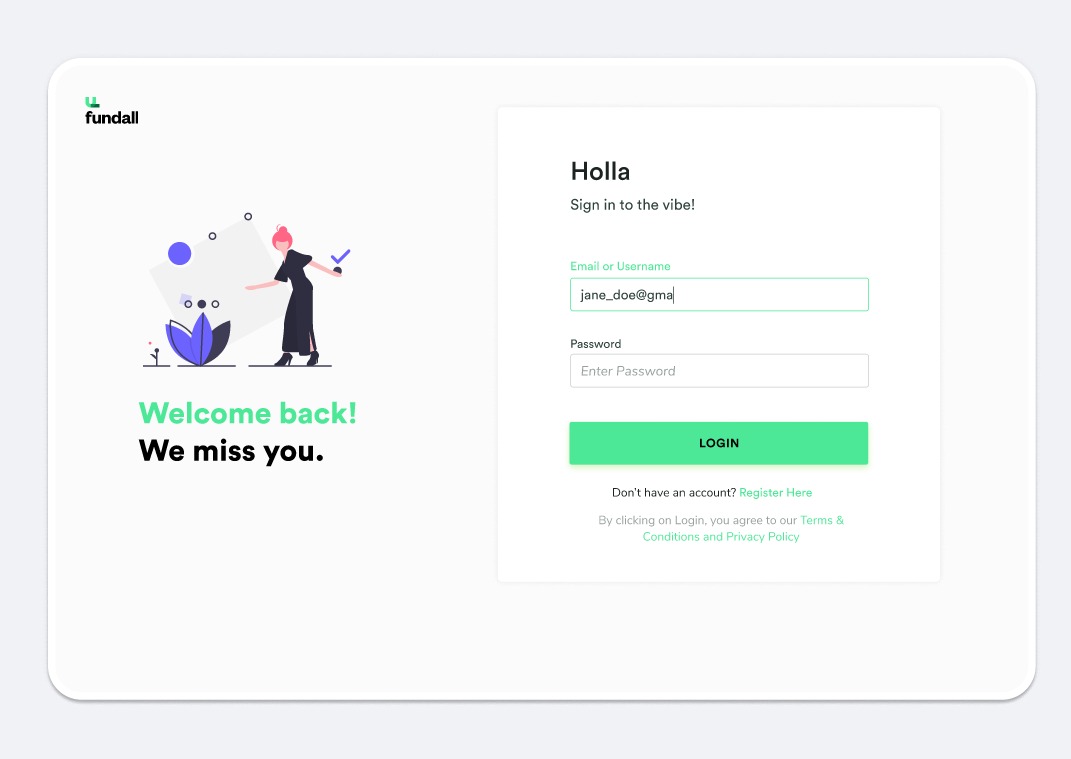 fundall
Welcome back!
We miss you.
Holla
Sign in to the vibe!
Email or Username
jane_doe@gma
Password
Enter Password
LOGIN
Don't have an account? Register Here
By clicking on Login, you agree to our Terms &
Conditions and Privacy Policy